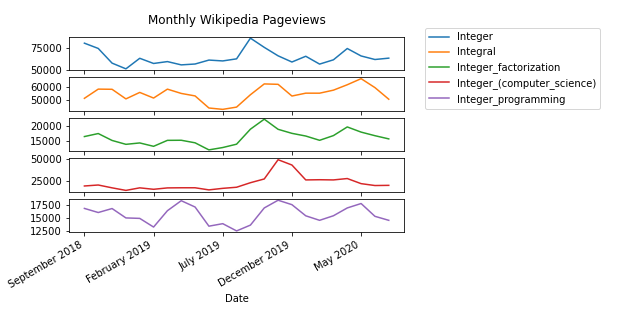 Monthly Wikipedia Pageviews
Integer
Integral
Integer_factorization
Integer_(computer_science)
Integer_programming
75000
50000
60000
50000
20000
15000
50000
25000
17500
15000
12500
September 2018
February 2019
July 2019
December 2019
May 2020
Date